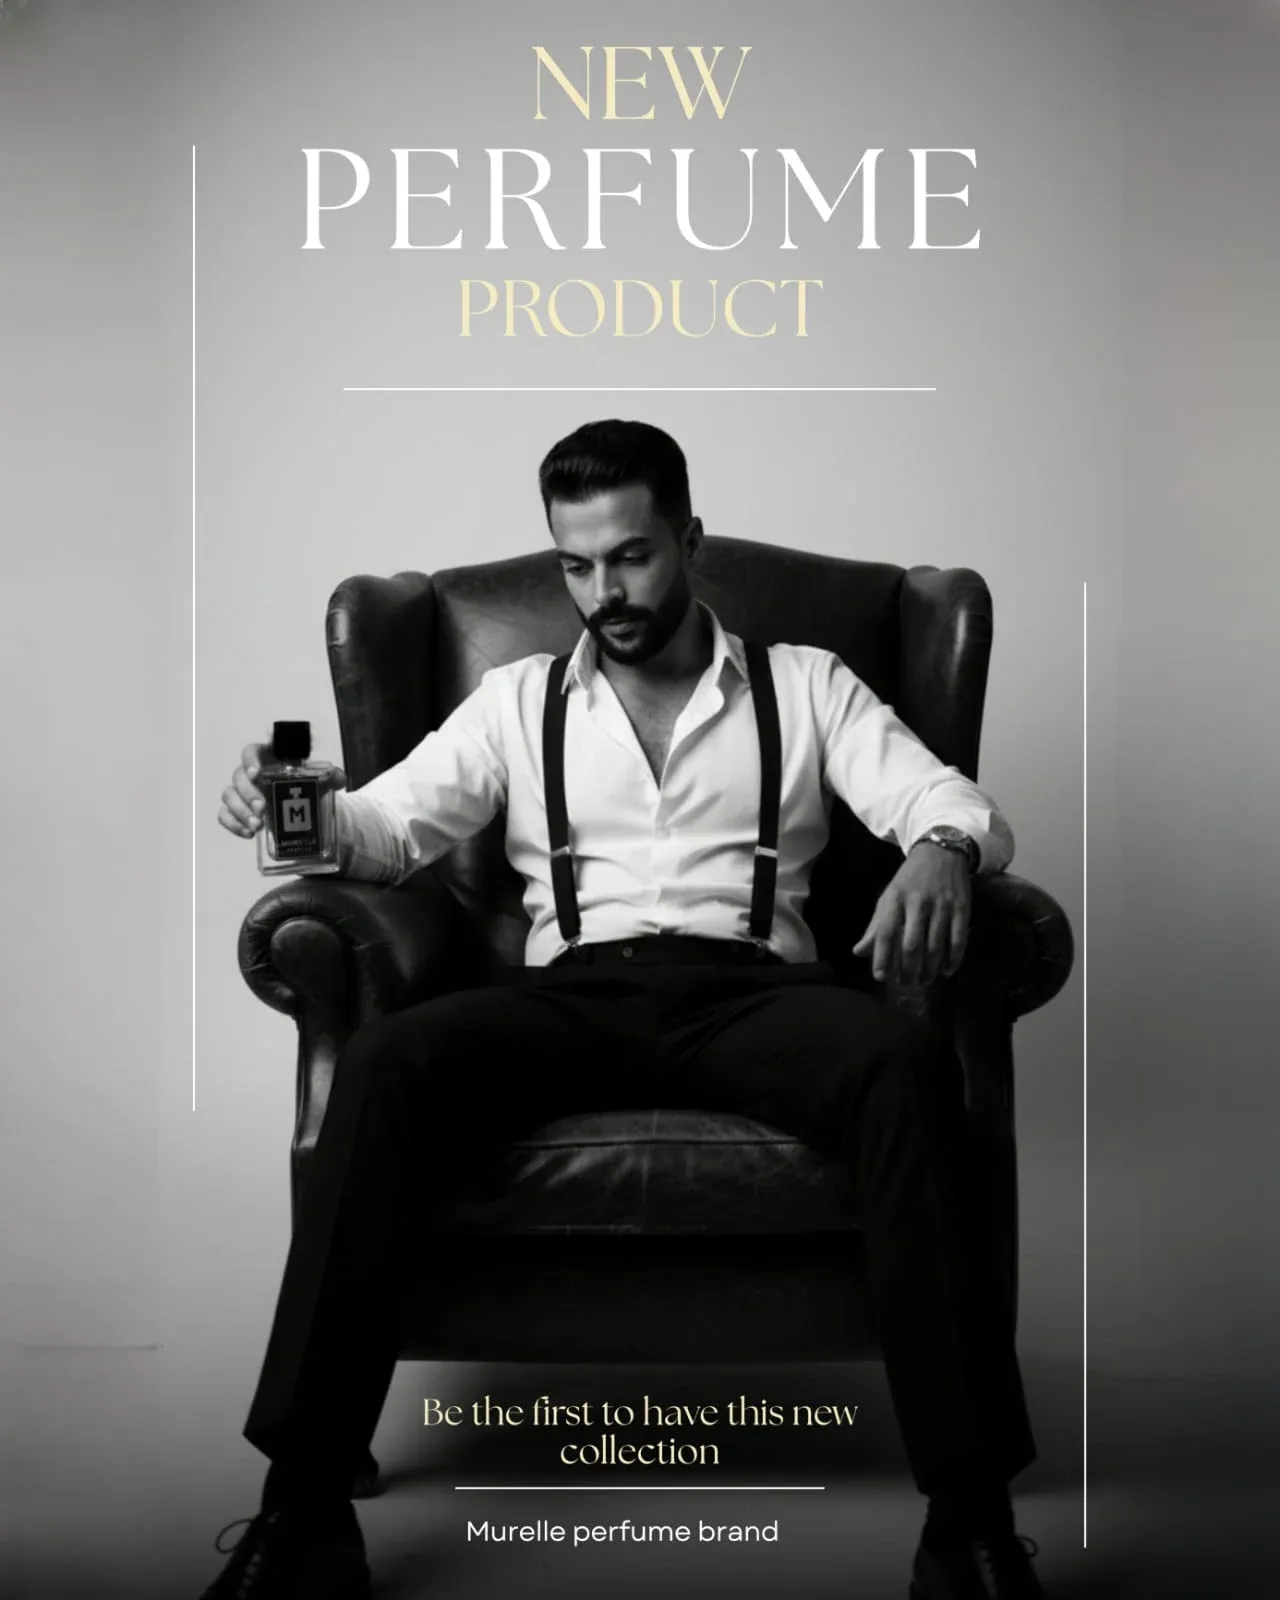 NEW
PERFUME
PRODUCT
M
Be the first to have this new
collection
Murelle perfume brand